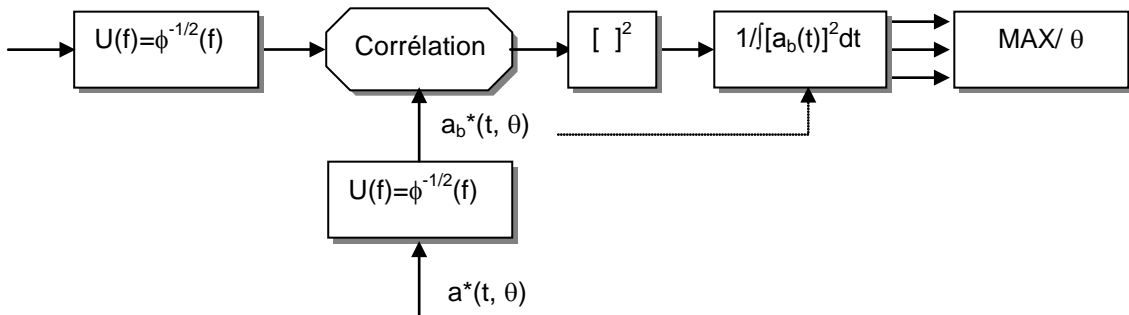 U(f)=ϕ^{-1/2}(f)
Corrélation
[ ]²
1/∫[a_b(t)]²dt
MAX/ θ
a_b*(t, θ)
U(f)=ϕ^{-1/2}(f)
a*(t, θ)